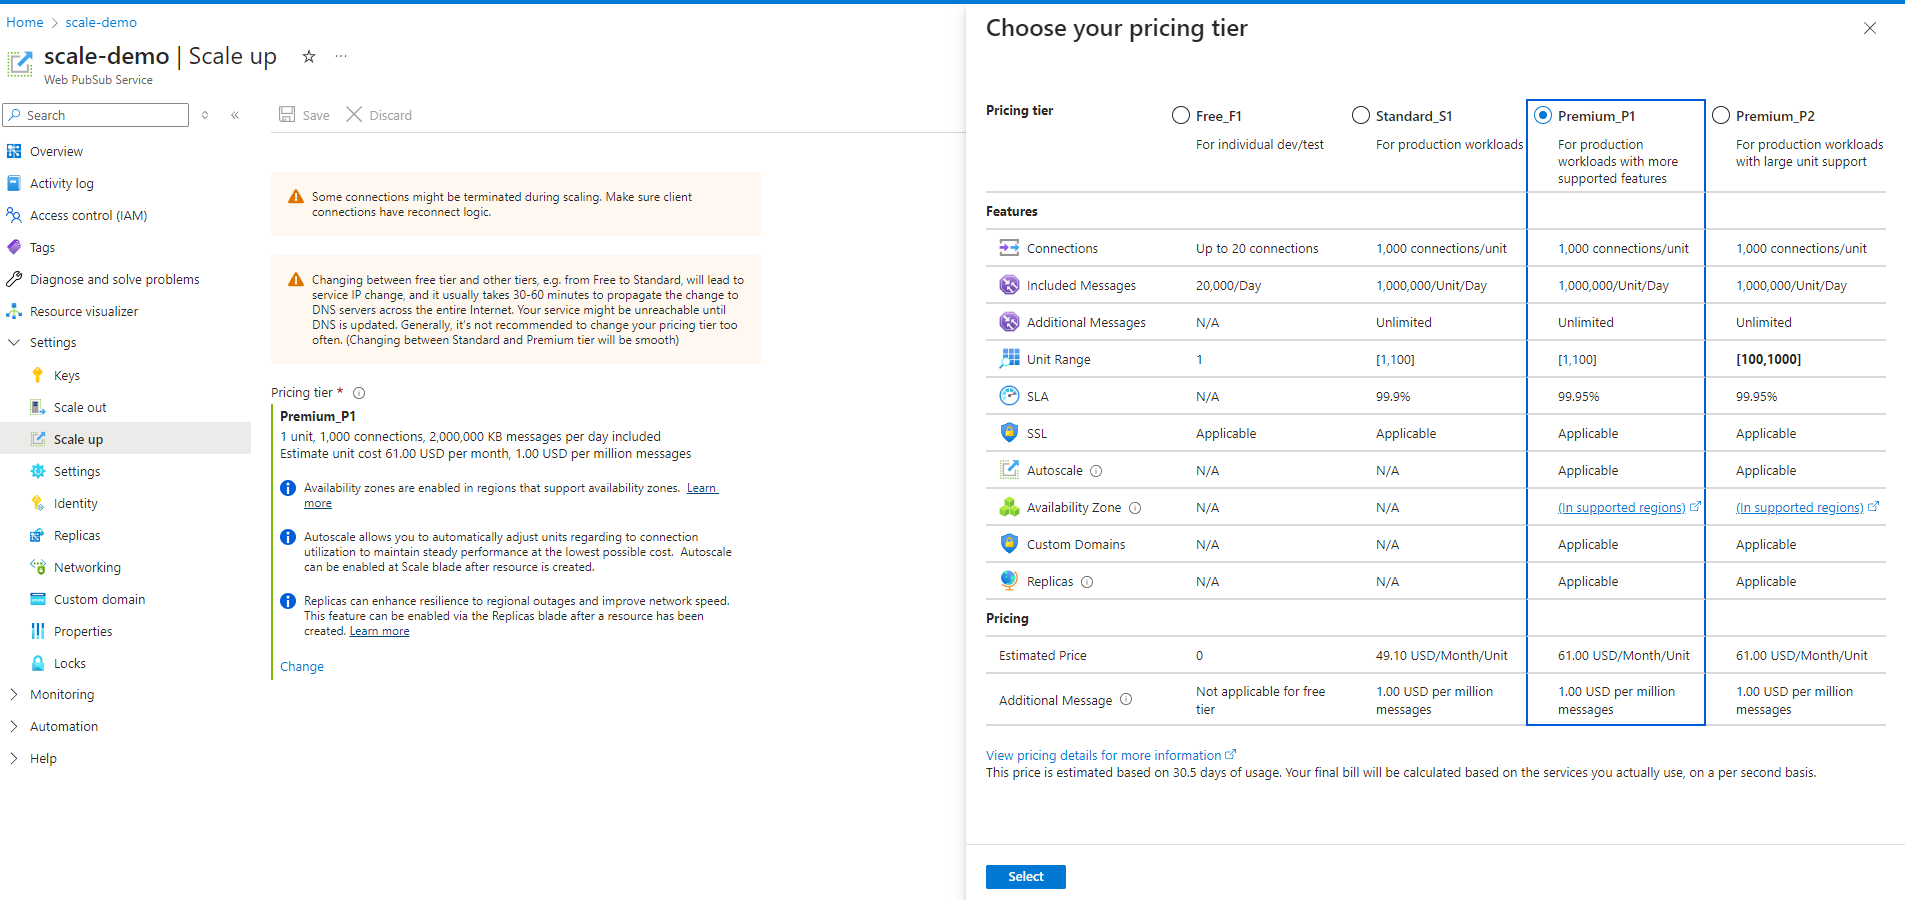 Home > scale-demo
scale-demo | Scale up
Web PubSub Service
Search
Overview
Activity log
Access control (IAM)
Tags
Diagnose and solve problems
Resource visualizer
Settings
Keys
Scale out
Scale up
Settings
Identity
Replicas
Networking
Custom domain
Properties
Locks
Monitoring
Automation
Help
Save Discard
Some connections might be terminated during scaling. Make sure client
connections have reconnect logic.
Changing between free tier and other tiers, e.g. from Free to Standard, will lead to
service IP change, and it usually takes 30-60 minutes to propagate the change to
DNS servers across the entire Internet. Your service might be unreachable until
DNS is updated. Generally, it's not recommended to change your pricing tier too
often. (Changing between Standard and Premium tier will be smooth)
Pricing tier *
Premium_P1
1 unit, 1,000 connections, 2,000,000 KB messages per day included
Estimate unit cost 61.00 USD per month, 1.00 USD per million messages
Availability zones are enabled in regions that support availability zones. Learn
more
Autoscale allows you to automatically adjust units regarding to connection
utilization to maintain steady performance at the lowest possible cost. Autoscale
can be enabled at Scale blade after resource is created.
Replicas can enhance resilience to regional outages and improve network speed.
This feature can be enabled via the Replicas blade after a resource has been
created. Learn more
Change
Choose your pricing tier
Pricing tier Free_F1 Standard_S1 Premium_P1 Premium_P2
For individual dev/test
For production workloads
For production
workloads with more
supported features
For production workloads
with large unit support
Features
Connections Up to 20 connections 1,000 connections/unit 1,000 connections/unit 1,000 connections/unit
Included Messages 20,000/Day 1,000,000/Unit/Day 1,000,000/Unit/Day 1,000,000/Unit/Day
Additional Messages N/A Unlimited Unlimited Unlimited
Unit Range 1 [1,100] [1,100] [100,1000]
SLA N/A 99.9% 99.95% 99.95%
SSL Applicable Applicable Applicable Applicable
Autoscale N/A N/A Applicable Applicable
Availability Zone N/A N/A (In supported regions) (In supported regions)
Custom Domains N/A N/A Applicable Applicable
Replicas N/A N/A Applicable Applicable
Pricing
Estimated Price 0 49.10 USD/Month/Unit 61.00 USD/Month/Unit 61.00 USD/Month/Unit
Additional Message
Not applicable for free
tier
1.00 USD per million
messages
1.00 USD per million
messages
1.00 USD per million
messages
View pricing details for more information
This price is estimated based on 30.5 days of usage. Your final bill will be calculated based on the services you actually use, on a per second basis.
Select